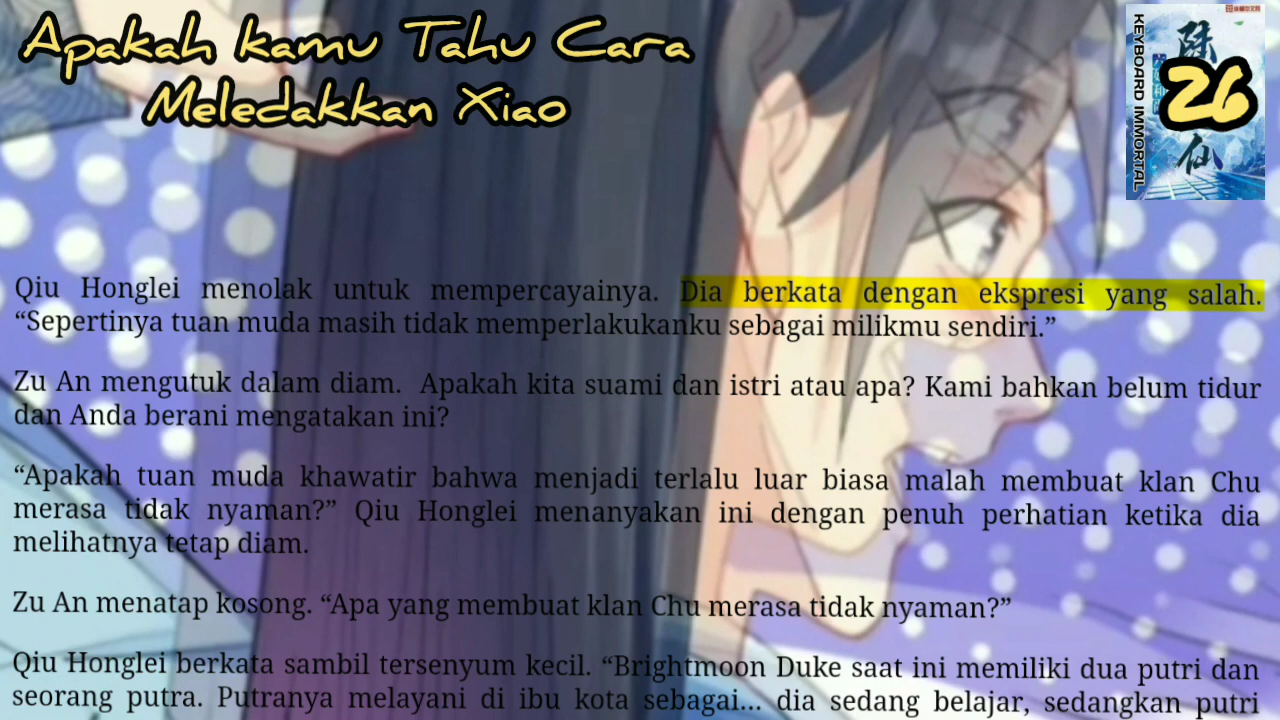 Apakah kamu Tahu Cara
Meledakkan Xiao
陆
26
仙
KEYBOARD IMMORTAL
Qiu Honglei menolak untuk mempercayainya. Dia berkata dengan ekspresi yang salah.
“Sepertinya tuan muda masih tidak memperlakukanku sebagai milikmu sendiri.”
Zu An mengutuk dalam diam. Apakah kita suami dan istri atau apa? Kami bahkan belum tidur
dan Anda berani mengatakan ini?
“Apakah tuan muda khawatir bahwa menjadi terlalu luar biasa malah membuat klan Chu
merasa tidak nyaman?” Qiu Honglei menanyakan ini dengan penuh perhatian ketika dia
melihatnya tetap diam.
Zu An menatap kosong. “Apa yang membuat klan Chu merasa tidak nyaman?”
Qiu Honglei berkata sambil tersenyum kecil. “Brightmoon Duke saat ini memiliki dua putri dan
seorang putra. Putranya melayani di ibu kota sebagai... dia sedang belajar, sedangkan putri